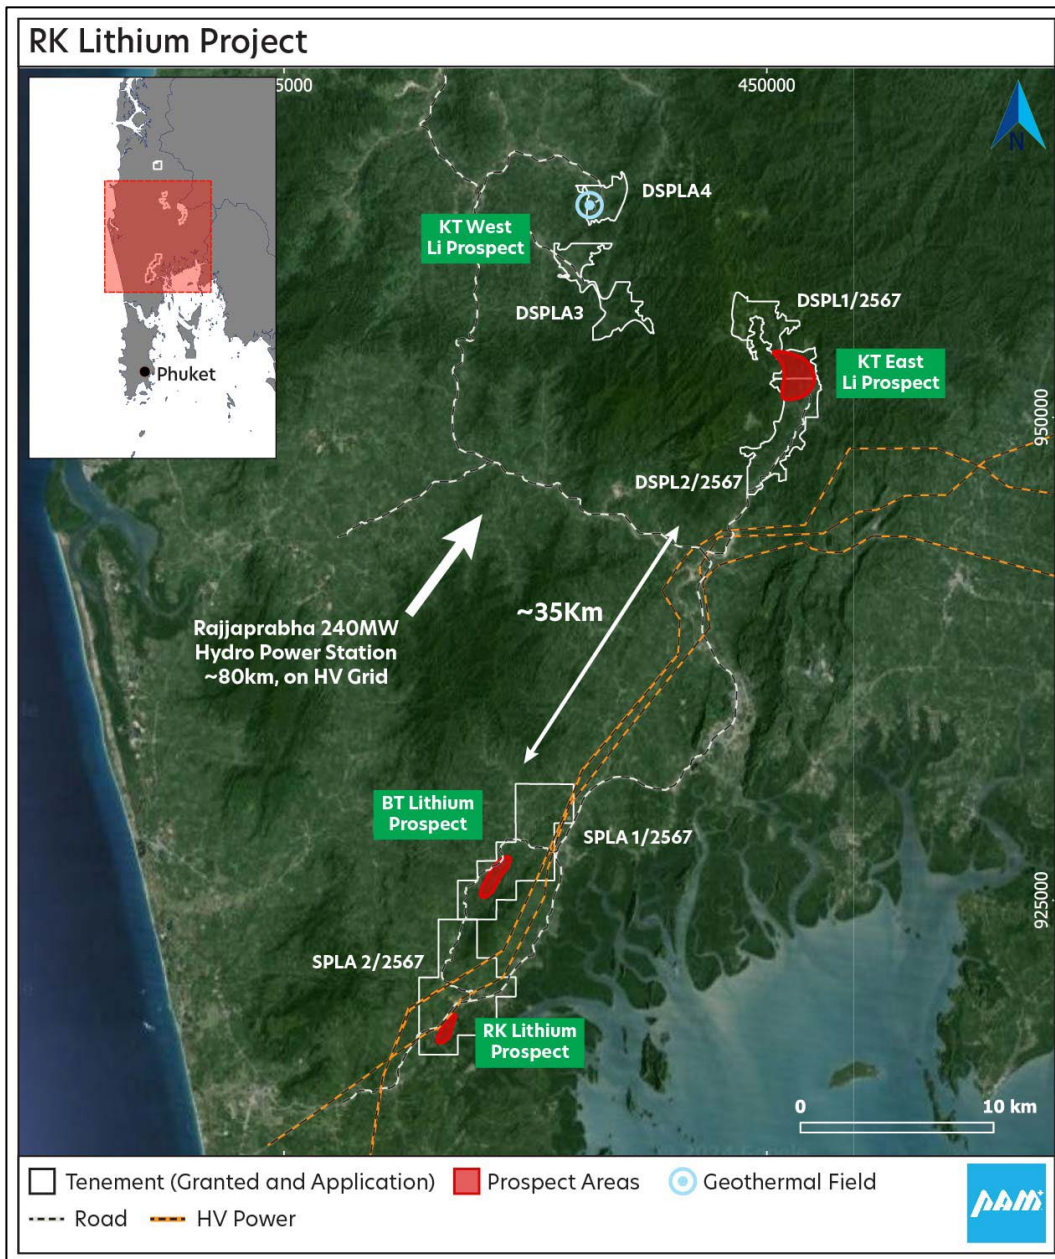 RK Lithium Project
5000
450000
N
DSPLA4
KT West
Li Prospect
DSPLA3
DSPL1/2567
KT East
Li Prospect
Phuket
950000
DSPL2/2567
~35Km
Rajjaprabha 240MW
Hydro Power Station
~80km, on HV Grid
BT Lithium
Prospect
SPLA 1/2567
925000
SPLA 2/2567
RK Lithium
Prospect
0 10 km
Tenement (Granted and Application) Prospect Areas Geothermal Field
Road HV Power
PAM